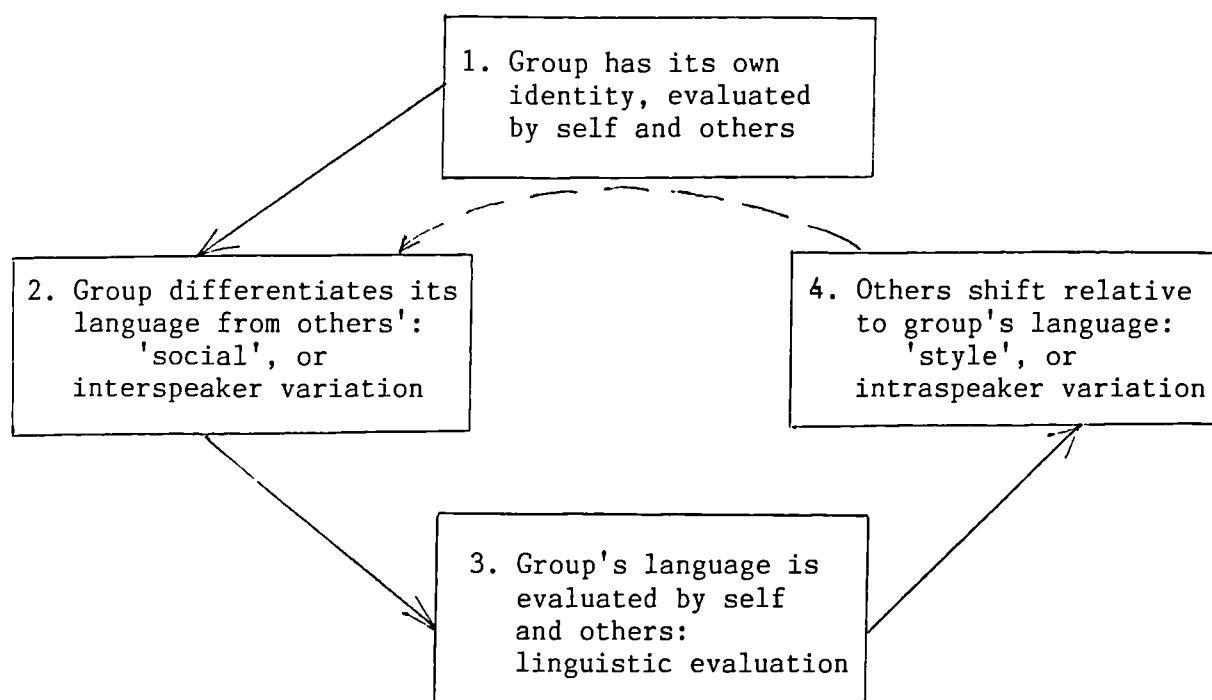 1. Group has its own
identity, evaluated
by self and others
2. Group differentiates its
language from others':
'social', or
interspeaker variation
4. Others shift relative
to group's language:
'style', or
intraspeaker variation
3. Group's language is
evaluated by self
and others:
linguistic evaluation